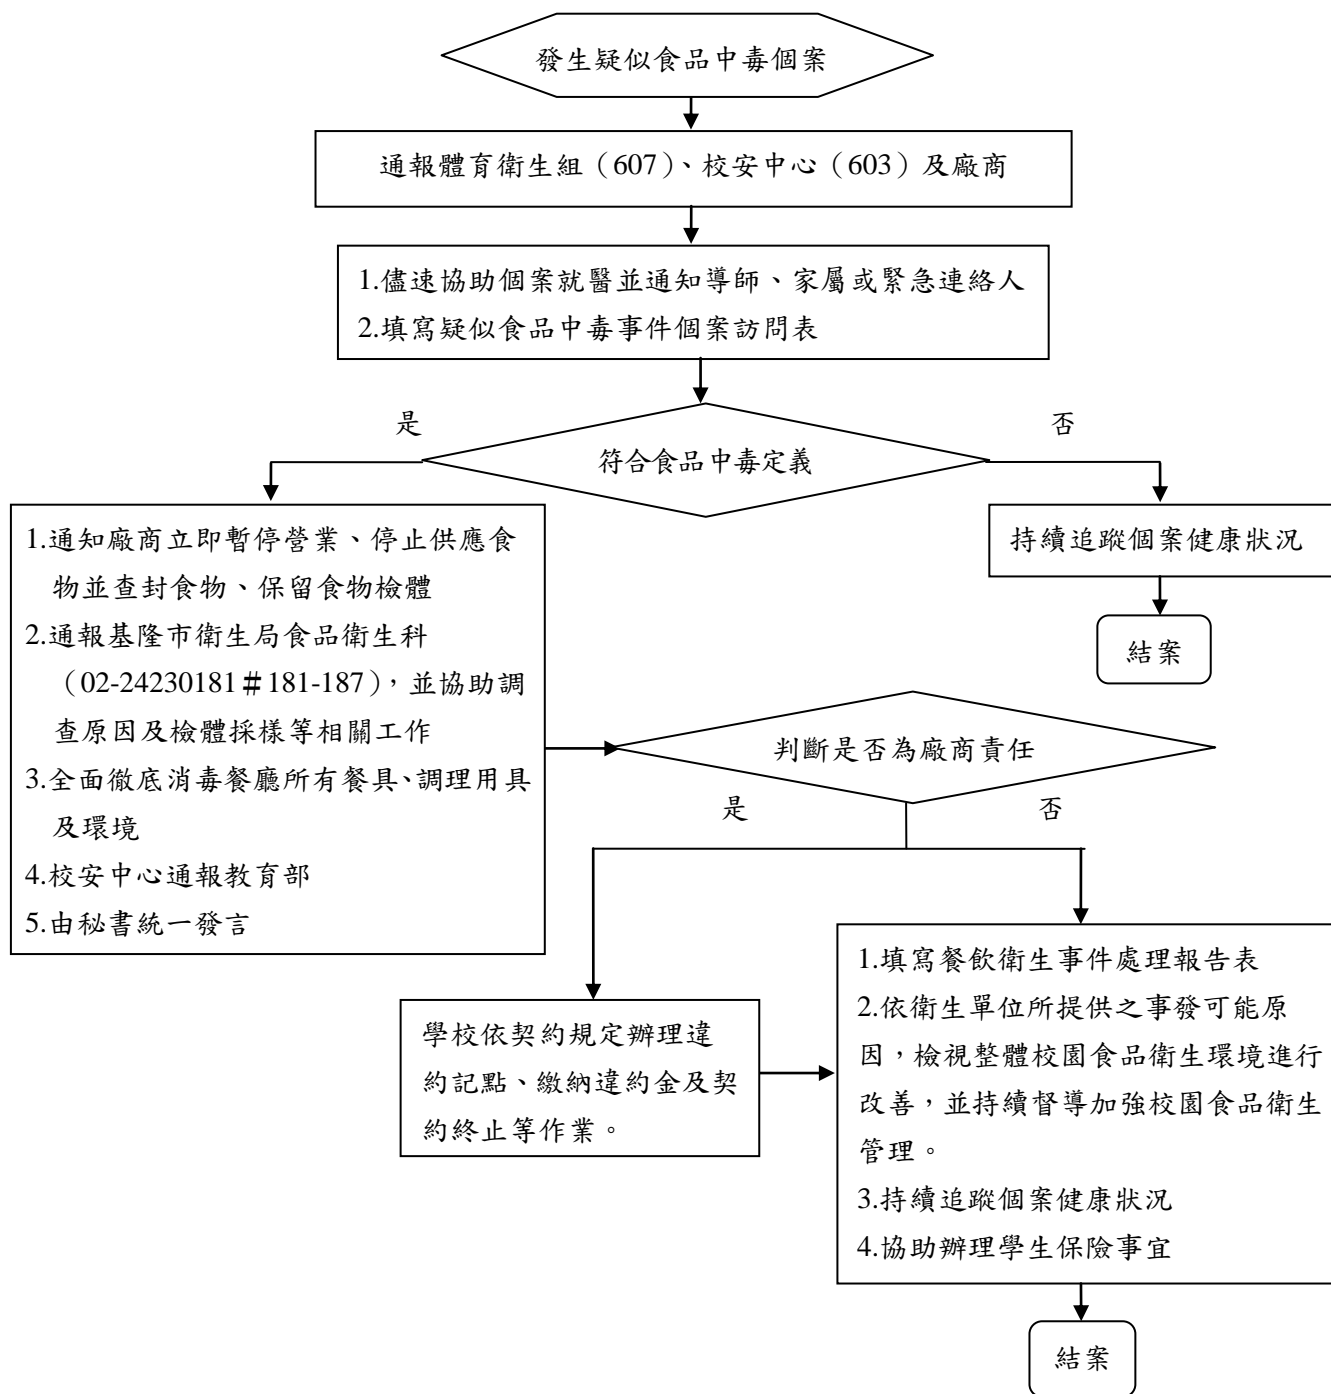 發生疑似食品中毒個案
通報體育衛生組（607）、校安中心（603）及廠商
1.儘速協助個案就醫並通知導師、家屬或緊急連絡人
2.填寫疑似食品中毒事件個案訪問表
是
否
符合食品中毒定義
1.通知廠商立即暫停營業、停止供應食
物並查封食物、保留食物檢體
2.通報基隆市衛生局食品衛生科
（02-24230181＃181-187），並協助調
查原因及檢體採樣等相關工作
3.全面徹底消毒餐廳所有餐具、調理用具
及環境
4.校安中心通報教育部
5.由秘書統一發言
持續追蹤個案健康狀況
結案
判斷是否為廠商責任
是
否
學校依契約規定辦理違
約記點、繳納違約金及契
約終止等作業。
1.填寫餐飲衛生事件處理報告表
2.依衛生單位所提供之事發可能原
因，檢視整體校園食品衛生環境進行
改善，並持續督導加強校園食品衛生
管理。
3.持續追蹤個案健康狀況
4.協助辦理學生保險事宜
結案